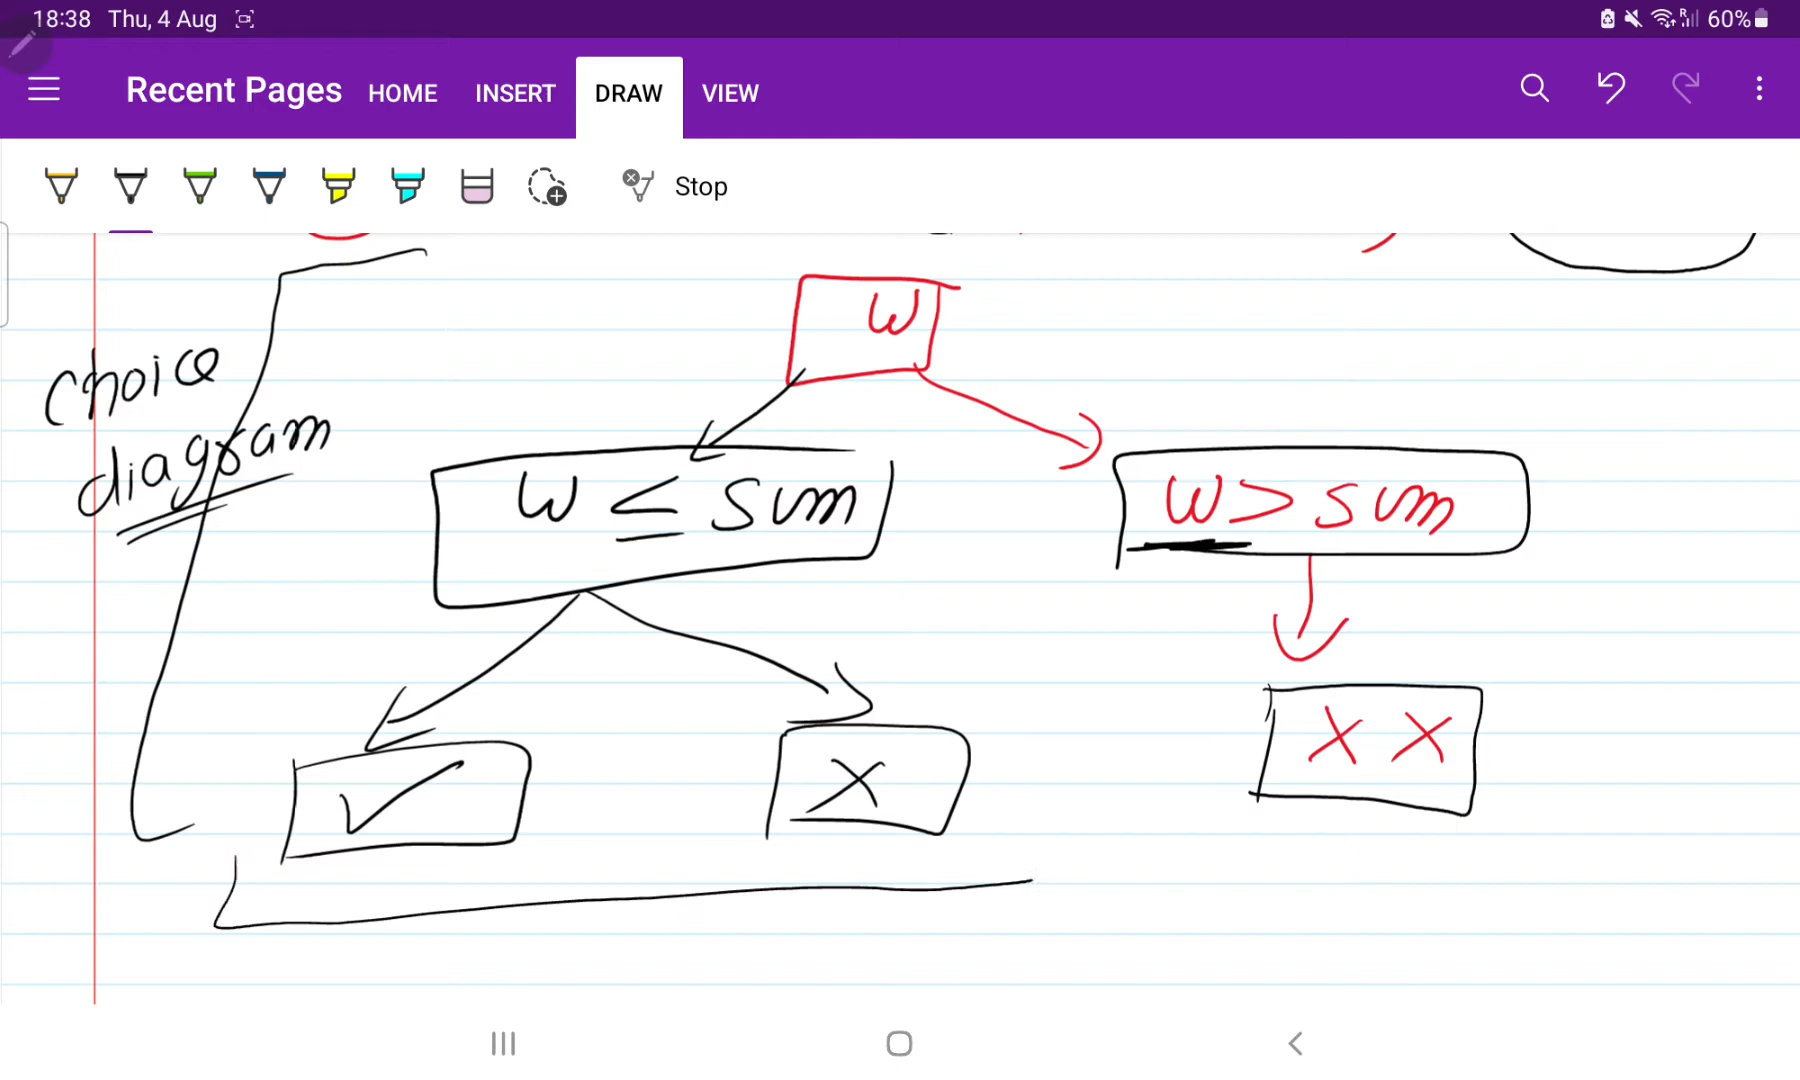 18:38 Thu, 4 Aug
R 60%
Recent Pages HOME INSERT DRAW VIEW
Stop
w
choice
diagram
w ≤ sum
w > sum
✓
X
X X